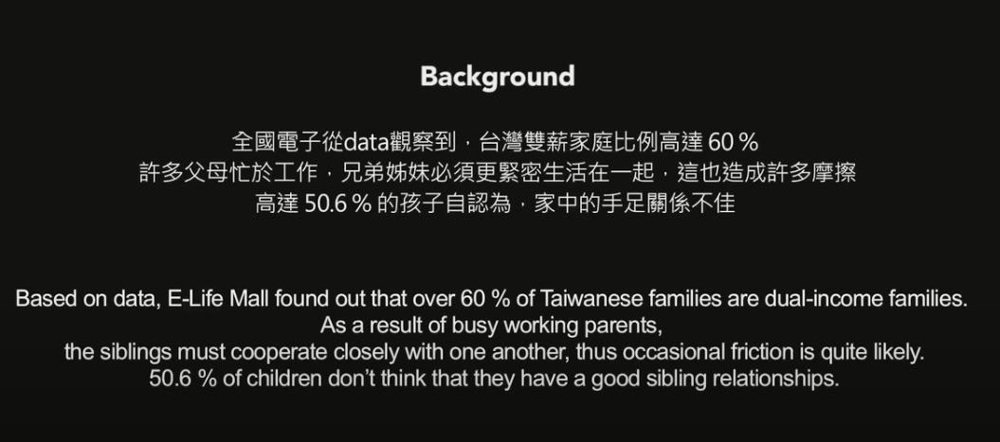 Background
全國電子從data觀察到，台灣雙薪家庭比例高達 60 %
許多父母忙於工作，兄弟姊妹必須更緊密生活在一起，這也造成許多摩擦
高達 50.6 % 的孩子自認為，家中的手足關係不佳
Based on data, E-Life Mall found out that over 60 % of Taiwanese families are dual-income families.
As a result of busy working parents,
the siblings must cooperate closely with one another, thus occasional friction is quite likely.
50.6 % of children don't think that they have a good sibling relationships.